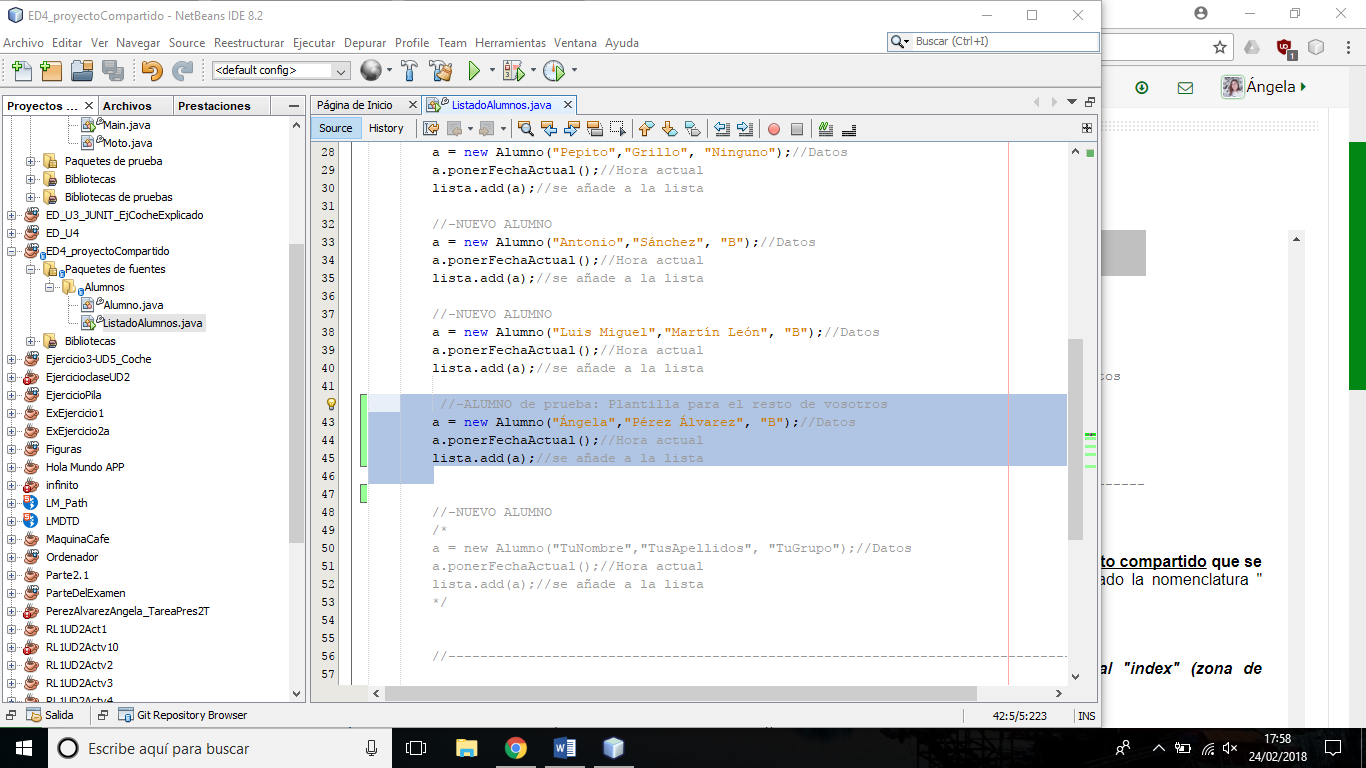 ED4_proyectoCompartido - NetBeans IDE 8.2
Archivo Editar Ver Navegar Source Reestructurar Ejecutar Depurar Profile Team Herramientas Ventana Ayuda
Buscar (Ctrl+I)
<default config>
Proyectos ... Archivos Prestaciones
Main.java
Moto.java
Paquetes de prueba
Bibliotecas
Bibliotecas de pruebas
ED_U3_JUNIT_EjCocheExplicado
ED_U4
ED4_proyectoCompartido
Paquetes de fuentes
Alumnos
Alumno.java
ListadoAlumnos.java
Bibliotecas
Ejercicio3-UD5_Coche
EjercicioclaseUD2
EjercicioPila
ExEjercicio1
ExEjercicio2a
Figuras
Hola Mundo APP
infinito
LM_Path
LMDTD
MaquinaCafe
Ordenador
Parte2.1
ParteDelExamen
PerezAlvarezAngela_TareaPres2T
RL1UD2Act1
RL1UD2Actv10
RL1UD2Actv2
RL1UD2Actv3
RL1UD2Actv4
Página de Inicio ListadoAlumnos.java
Source History
28 a = new Alumno("Pepito","Grillo", "Ninguno");//Datos
29 a.ponerFechaActual();//Hora actual
30 lista.add(a);//se añade a la lista
31
32 //-NUEVO ALUMNO
33 a = new Alumno("Antonio","Sánchez", "B");//Datos
34 a.ponerFechaActual();//Hora actual
35 lista.add(a);//se añade a la lista
36
37 //-NUEVO ALUMNO
38 a = new Alumno("Luis Miguel","Martín León", "B");//Datos
39 a.ponerFechaActual();//Hora actual
40 lista.add(a);//se añade a la lista
41
//-ALUMNO de prueba: Plantilla para el resto de vosotros
43 a = new Alumno("Ángela","Pérez Álvarez", "B");//Datos
44 a.ponerFechaActual();//Hora actual
45 lista.add(a);//se añade a la lista
46
47
48 //-NUEVO ALUMNO
49 /*
50 a = new Alumno("TuNombre","TusApellidos", "TuGrupo");//Datos
51 a.ponerFechaActual();//Hora actual
52 lista.add(a);//se añade a la lista
53 */
54
55
56 //------------------------------------------------------------------------------
57
Salida Git Repository Browser
42:5/5:223 INS
1
Ángela
tos
to compartido que se
ado la nomenclatura "
al "index" (zona de
Escribe aquí para buscar
17:58
24/02/2018